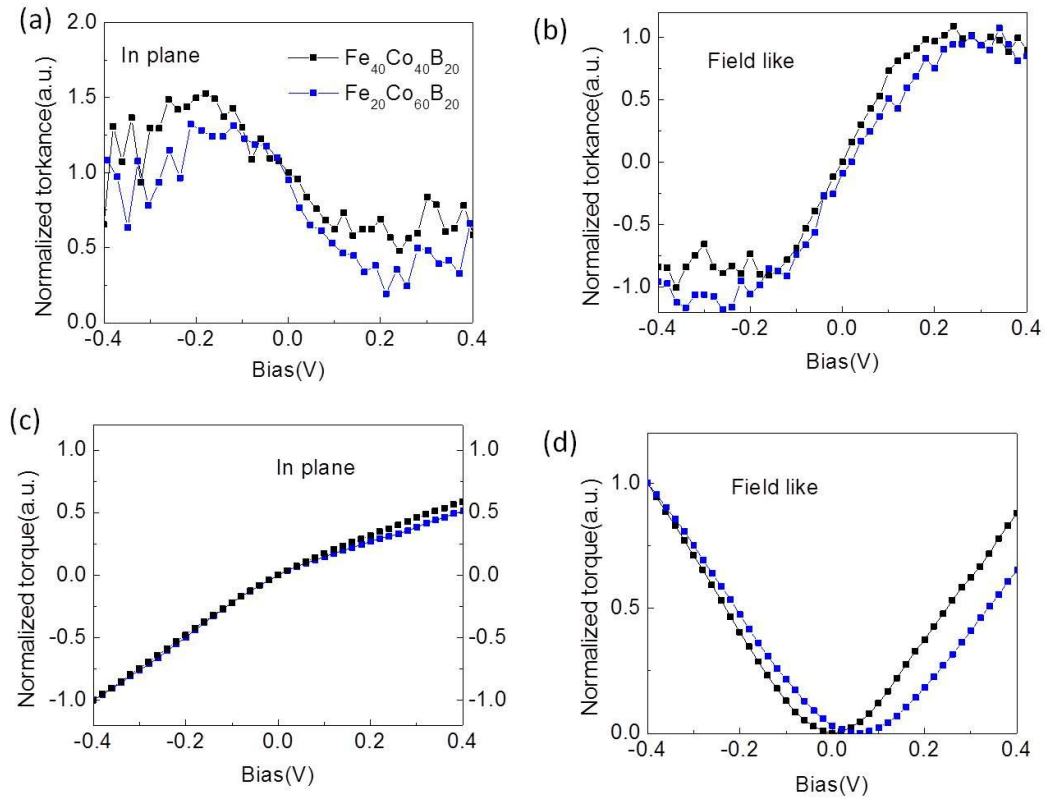 (a)
2.0
1.5
1.0
0.5
0.0
Normalized torkance(a.u.)
In plane
Fe₄₀Co₄₀B₂₀
Fe₂₀Co₆₀B₂₀
-0.4 -0.2 0.0 0.2 0.4
Bias(V)
(b)
1.0
0.5
0.0
-0.5
-1.0
Normalized torkance(a.u.)
Field like
-0.4 -0.2 0.0 0.2 0.4
Bias(V)
(c)
1.0
0.5
0.0
-0.5
-1.0
Normalized torque(a.u.)
In plane
1.0
0.5
0.0
-0.5
-1.0
-0.4 -0.2 0.0 0.2 0.4
Bias(V)
(d)
1.0
0.5
0.0
Normalized torque(a.u.)
Field like
-0.4 -0.2 0.0 0.2 0.4
Bias(V)